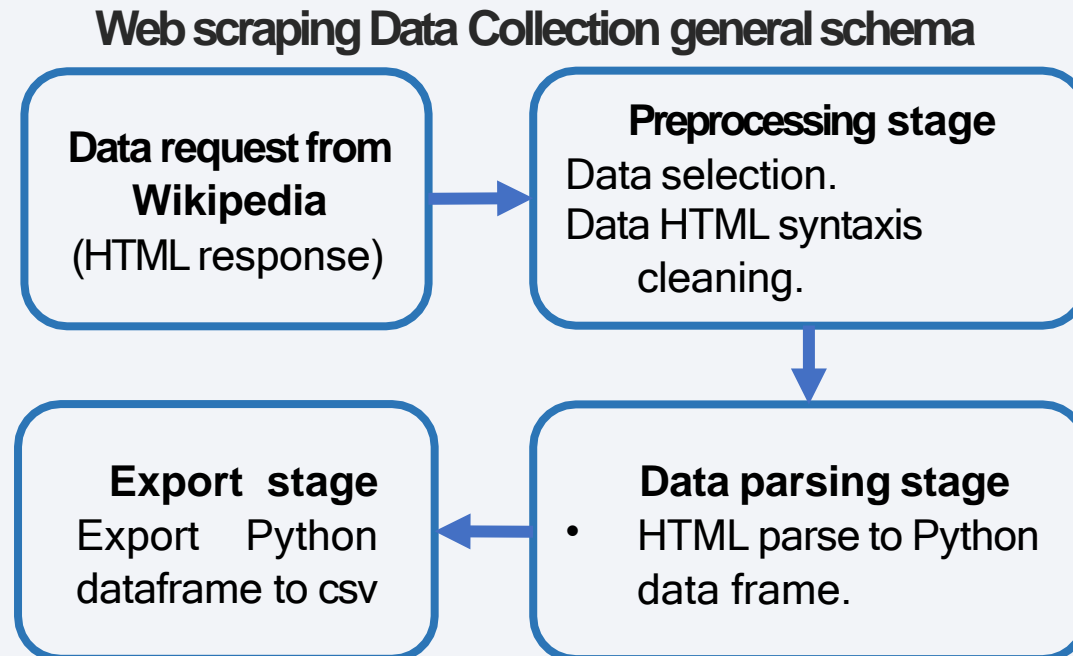 Web scraping Data Collection general schema
Data request from
Wikipedia
(HTML response)
Preprocessing stage
Data selection.
Data HTML syntaxis
cleaning.
Data parsing stage
• HTML parse to Python
data frame.
Export stage
Export Python
dataframe to csv